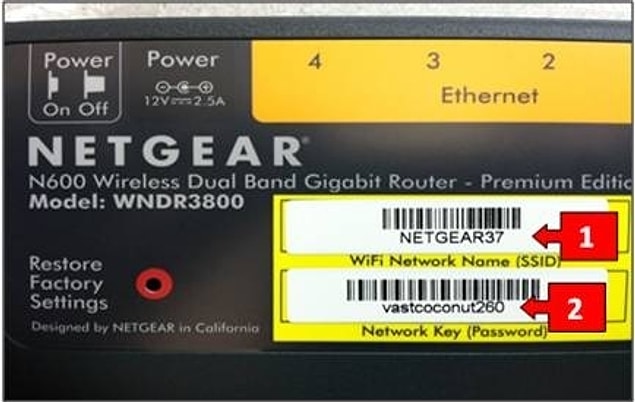 Power
On Off
Power
12V⎓2.5A
4 3 2
Ethernet
NETGEAR®
N600 Wireless Dual Band Gigabit Router - Premium
Model: WNDR3800
NETGEAR37
1
WiFi Network Name (SSID)
Restore
Factory
Settings
vastcoconut260
2
Network Key (Password)
Designed by NETGEAR in California